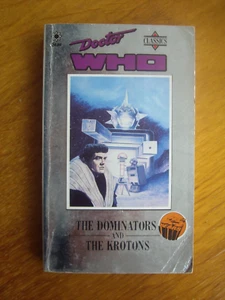 Doctor
WHO
CLASSICS
THE DOMINATORS
AND
THE KROTONS